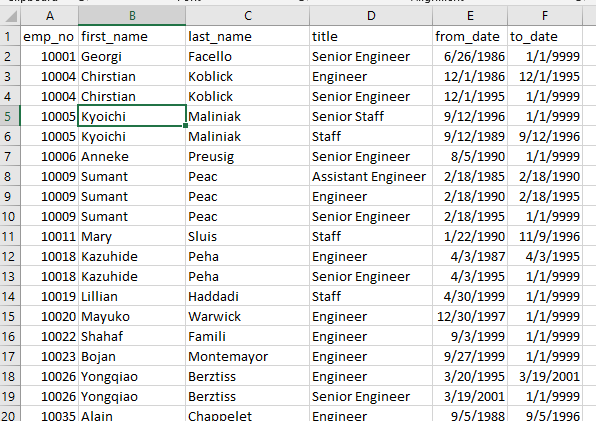 A B C D E F
1 emp_no first_name last_name title from_date to_date
2 10001 Georgi Facello Senior Engineer 6/26/1986 1/1/9999
3 10004 Chirstian Koblick Engineer 12/1/1986 12/1/1995
4 10004 Chirstian Koblick Senior Engineer 12/1/1995 1/1/9999
5 10005 Kyoichi Maliniak Senior Staff 9/12/1996 1/1/9999
6 10005 Kyoichi Maliniak Staff 9/12/1989 9/12/1996
7 10006 Anneke Preusig Senior Engineer 8/5/1990 1/1/9999
8 10009 Sumant Peac Assistant Engineer 2/18/1985 2/18/1990
9 10009 Sumant Peac Engineer 2/18/1990 2/18/1995
10 10009 Sumant Peac Senior Engineer 2/18/1995 1/1/9999
11 10011 Mary Sluis Staff 1/22/1990 11/9/1996
12 10018 Kazuhide Peha Engineer 4/3/1987 4/3/1995
13 10018 Kazuhide Peha Senior Engineer 4/3/1995 1/1/9999
14 10019 Lillian Haddadi Staff 4/30/1999 1/1/9999
15 10020 Mayuko Warwick Engineer 12/30/1997 1/1/9999
16 10022 Shahaf Famili Engineer 9/3/1999 1/1/9999
17 10023 Bojan Montemayor Engineer 9/27/1999 1/1/9999
18 10026 Yongqiao Berztiss Engineer 3/20/1995 3/19/2001
19 10026 Yongqiao Berztiss Senior Engineer 3/19/2001 1/1/9999
20 10035 Alain Chappelet Engineer 9/5/1988 9/5/1996